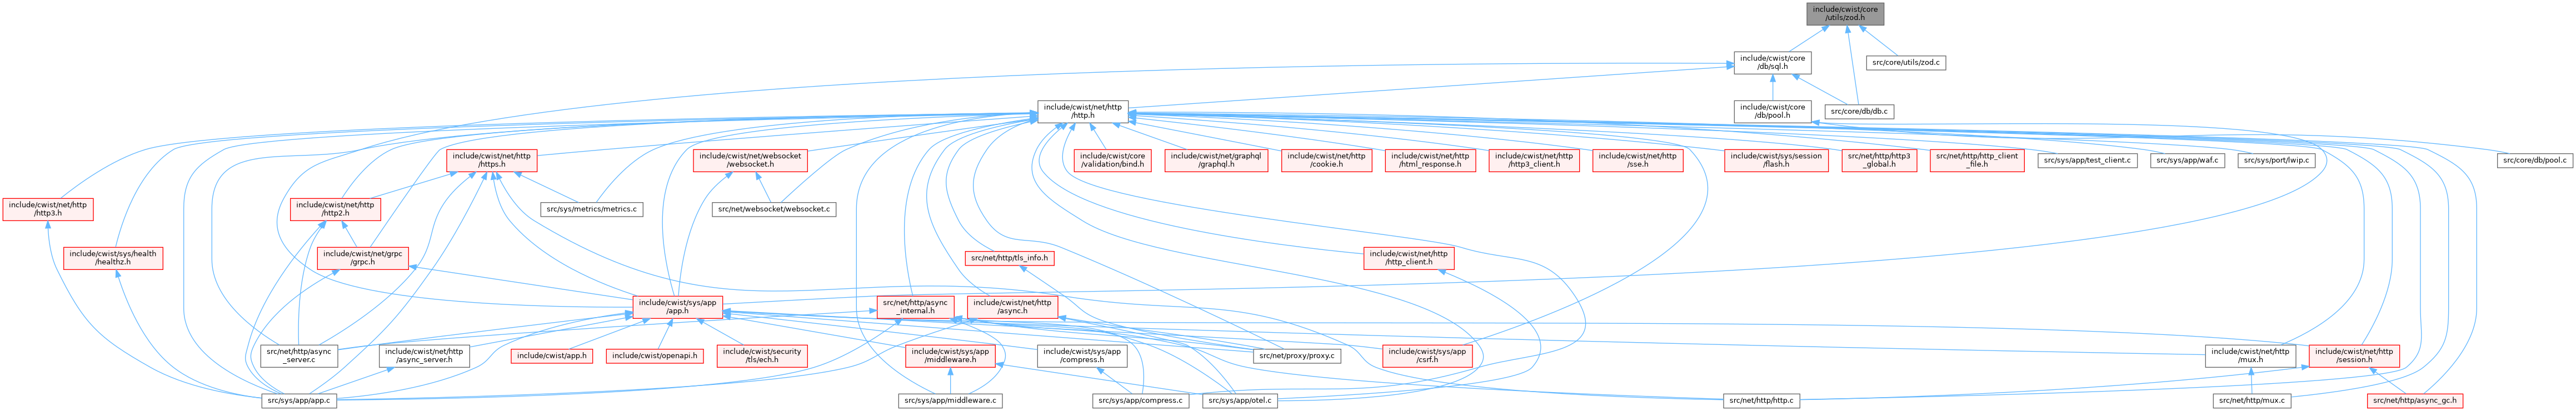 include/cwist/core
/utils/zod.h
include/cwist/core
/db/sql.h
src/core/utils/zod.c
include/cwist/net/http
/http.h
include/cwist/core
/db/pool.h
src/core/db/db.c
include/cwist/net/http
/https.h
include/cwist/net/websocket
/websocket.h
include/cwist/core
/validation/bind.h
include/cwist/net/graphql
/graphql.h
include/cwist/net/http
/cookie.h
include/cwist/net/http
/html_response.h
include/cwist/net/http
/http3_client.h
include/cwist/net/http
/sse.h
include/cwist/sys/session
/flash.h
src/net/http/http3
_global.h
src/net/http/http_client
_file.h
src/sys/app/test_client.c
src/sys/app/waf.c
src/sys/port/lwip.c
src/core/db/pool.c
include/cwist/net/http
/http3.h
include/cwist/net/http
/http2.h
src/sys/metrics/metrics.c
src/net/websocket/websocket.c
include/cwist/sys/health
/healthz.h
include/cwist/net/grpc
/grpc.h
src/net/http/tls_info.h
include/cwist/net/http
/http_client.h
include/cwist/sys/app
/app.h
src/net/http/async
_internal.h
include/cwist/net/http
/async.h
src/net/http/async
_server.c
include/cwist/net/http
/async_server.h
include/cwist/app.h
include/cwist/openapi.h
include/cwist/security
/tls/ech.h
include/cwist/sys/app
/middleware.h
include/cwist/sys/app
/compress.h
src/net/proxy/proxy.c
include/cwist/sys/app
/csrf.h
include/cwist/net/http
/mux.h
include/cwist/net/http
/session.h
src/sys/app/app.c
src/sys/app/middleware.c
src/sys/app/compress.c
src/sys/app/otel.c
src/net/http/http.c
src/net/http/mux.c
src/net/http/async_gc.h